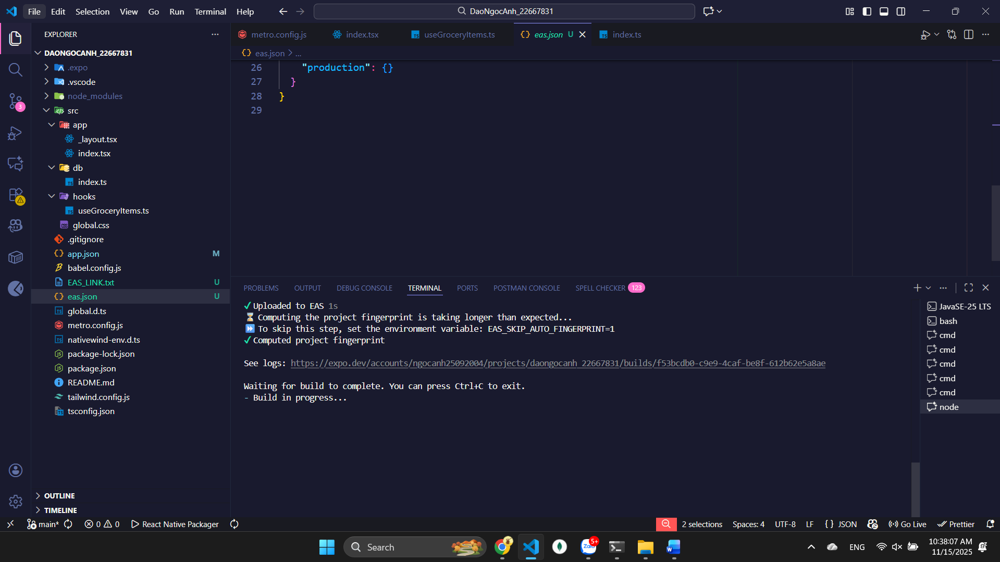 File Edit Selection View Go Run Terminal Help
DaoNgocAnh_22667831
EXPLORER
DAONGOCANH_22667831
.expo
.vscode
node_modules
src
app
_layout.tsx
index.tsx
db
index.ts
hooks
useGroceryItems.ts
global.css
.gitignore
app.json M
babel.config.js
EAS_LINK.txt U
eas.json U
global.d.ts
metro.config.js
nativewind-env.d.ts
package-lock.json
package.json
README.md
tailwind.config.js
tsconfig.json
OUTLINE
TIMELINE
3
metro.config.js index.tsx useGroceryItems.ts eas.json U index.ts
eas.json > ...
26 "production": {}
27 }
28 }
29
PROBLEMS OUTPUT DEBUG CONSOLE TERMINAL PORTS POSTMAN CONSOLE SPELL CHECKER 123
✓ Uploaded to EAS 1s
⌛ Computing the project fingerprint is taking longer than expected...
⏩ To skip this step, set the environment variable: EAS_SKIP_AUTO_FINGERPRINT=1
✓ Computed project fingerprint
See logs: https://expo.dev/accounts/ngocanh25092004/projects/daongocanh_22667831/builds/f53bcdb0-c9e9-4caf-be8f-612b62e5a8ae
Waiting for build to complete. You can press Ctrl+C to exit.
- Build in progress...
JavaSE-25 LTS
bash
cmd
cmd
cmd
cmd
cmd
node
main* 0 0 React Native Packager
2 selections Spaces: 4 UTF-8 LF {} JSON Go Live Prettier
Search
Zalo
5+
W
ENG
10:38:07 AM
11/15/2025